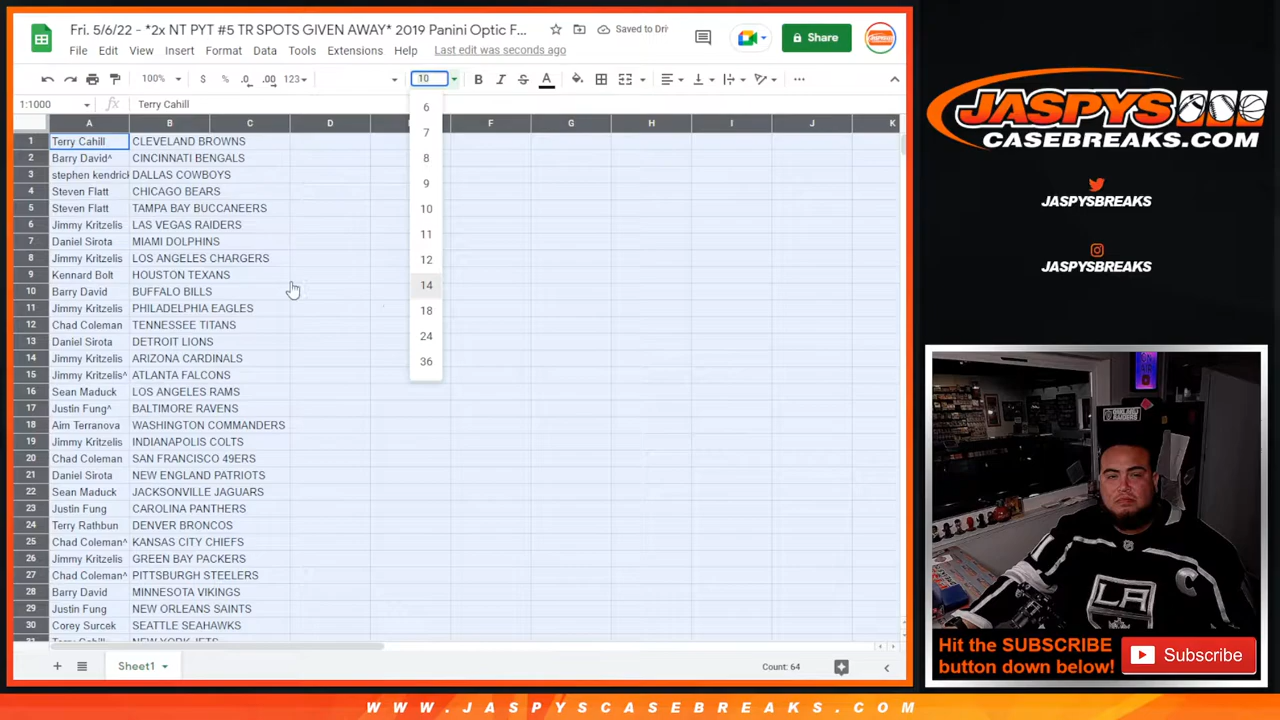 Fri. 5/6/22 - *2x NT PYT #5 TR SPOTS GIVEN AWAY* 2019 Panini Optic F...
Saved to Dri
Share
File Edit View Insert Format Data Tools Extensions Help Last edit was seconds ago
100% $ % .0 .00 123 10
1:1000 fx Terry Cahill
A B C D F G H I J K
1 Terry Cahill CLEVELAND BROWNS
2 Barry David^ CINCINNATI BENGALS
3 stephen kendrick DALLAS COWBOYS
4 Steven Flatt CHICAGO BEARS
5 Steven Flatt TAMPA BAY BUCCANEERS
6 Jimmy Kritzelis LAS VEGAS RAIDERS
7 Daniel Sirota MIAMI DOLPHINS
8 Jimmy Kritzelis LOS ANGELES CHARGERS
9 Kennard Bolt HOUSTON TEXANS
10 Barry David BUFFALO BILLS
11 Jimmy Kritzelis PHILADELPHIA EAGLES
12 Chad Coleman TENNESSEE TITANS
13 Daniel Sirota DETROIT LIONS
14 Jimmy Kritzelis ARIZONA CARDINALS
15 Jimmy Kritzelis^ ATLANTA FALCONS
16 Sean Maduck LOS ANGELES RAMS
17 Justin Fung^ BALTIMORE RAVENS
18 Aim Terranova WASHINGTON COMMANDERS
19 Jimmy Kritzelis INDIANAPOLIS COLTS
20 Chad Coleman SAN FRANCISCO 49ERS
21 Daniel Sirota NEW ENGLAND PATRIOTS
22 Sean Maduck JACKSONVILLE JAGUARS
23 Justin Fung CAROLINA PANTHERS
24 Terry Rathbun DENVER BRONCOS
25 Chad Coleman^ KANSAS CITY CHIEFS
26 Jimmy Kritzelis GREEN BAY PACKERS
27 Chad Coleman^ PITTSBURGH STEELERS
28 Barry David MINNESOTA VIKINGS
29 Justin Fung NEW ORLEANS SAINTS
30 Corey Surcek SEATTLE SEAHAWKS
31 Terry Cahill NEW YORK JETS
6
7
8
9
10
11
12
14
18
24
36
Sheet1
Count: 64
JASPYS
CASEBREAKS.COM
JASPYSBREAKS
JASPYSBREAKS
LA
C
Hit the SUBSCRIBE
button down below!
Subscribe
WWW.JASPYSCASEBREAKS.COM